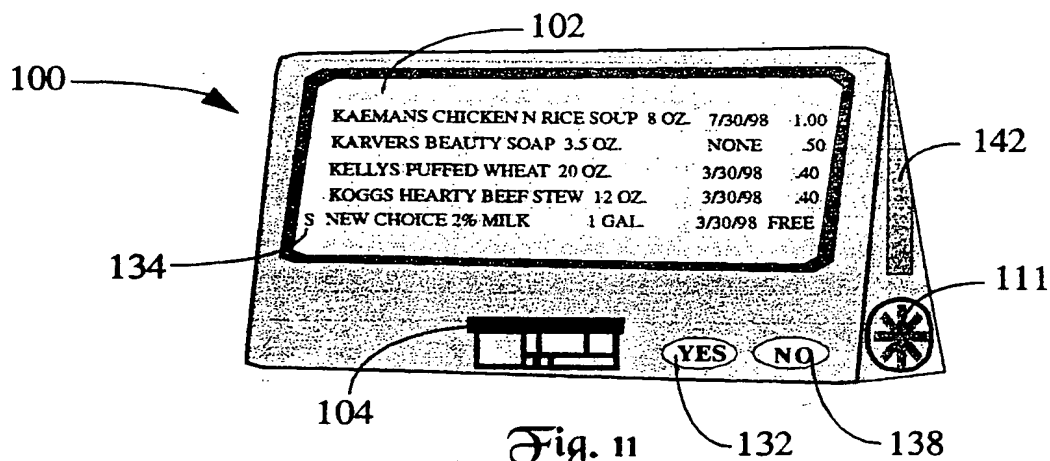 102
100
KAEMANS CHICKEN N RICE SOUP 8 OZ. 7/30/98 1.00
KARVERS BEAUTY SOAP 3.5 OZ. NONE .50
KELLYS PUFFED WHEAT 20 OZ. 3/30/98 .40
KOGGS HEARTY BEEF STEW 12 OZ. 3/30/98 .40
S NEW CHOICE 2% MILK 1 GAL. 3/30/98 FREE
142
134
111
YES NO
104
132
138
Fig. 11